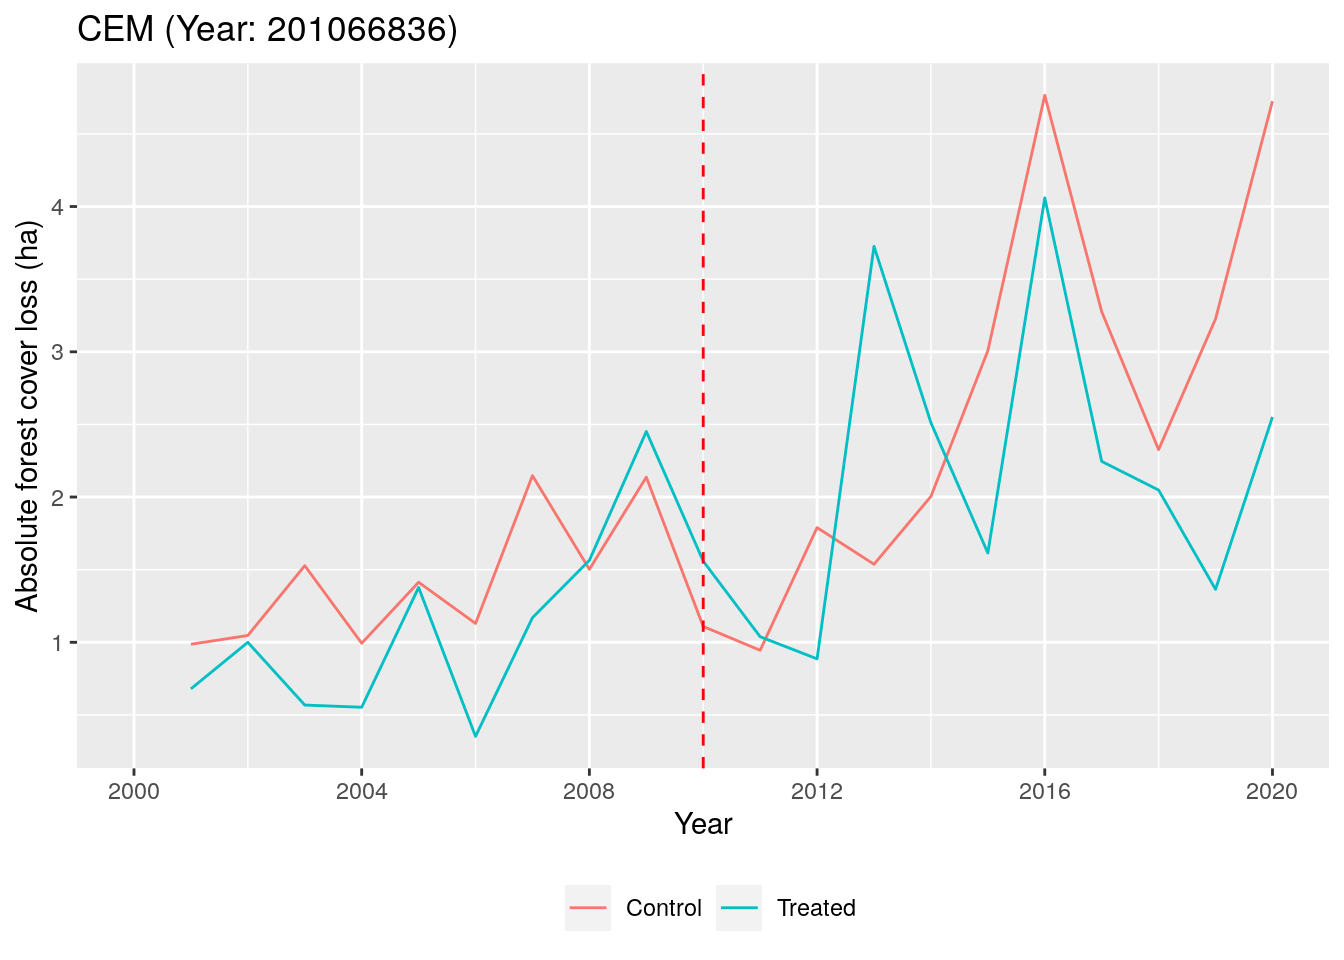 CEM (Year: 201066836)
Absolute forest cover loss (ha)
4
3
2
1
2000 2004 2008 2012 2016 2020
Year
Control Treated